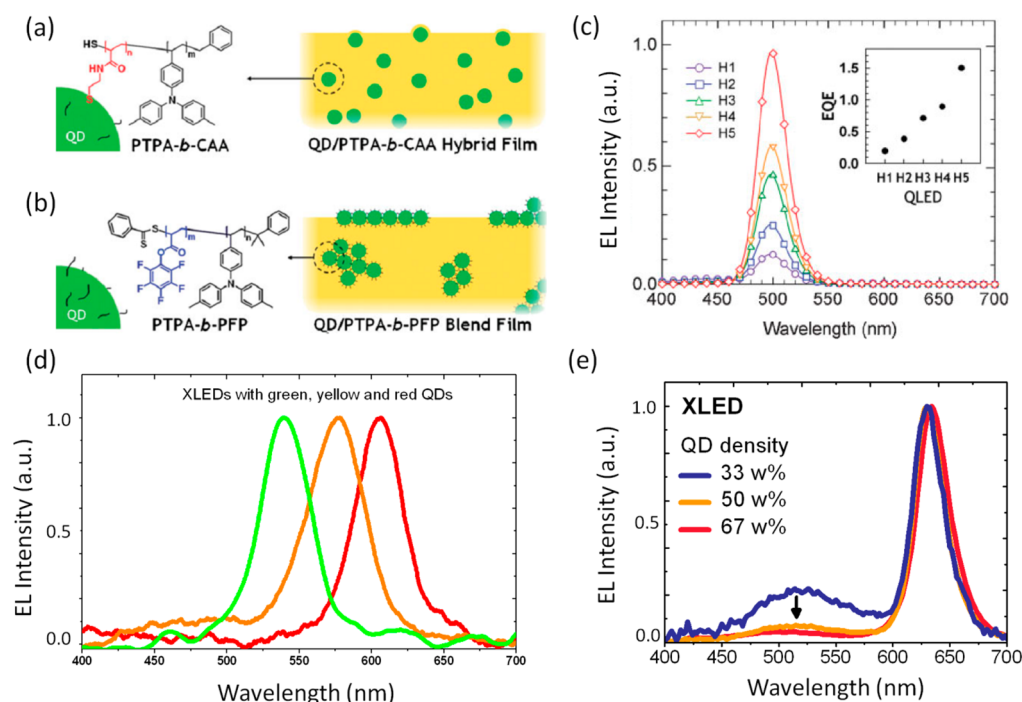 (a)
HS
n
m
HN
O
S
N
QD
PTPA-b-CAA
QD/PTPA-b-CAA Hybrid Film
(b)
S
S
m
n
O
O
F
F
F
F
F
N
QD
PTPA-b-PFP
QD/PTPA-b-PFP Blend Film
(c)
EL Intensity (a.u.)
1.0
0.5
0.0
H1
H2
H3
H4
H5
EQE
1.5
1.0
0.5
0.0
H1 H2 H3 H4 H5
QLED
400 450 500 550 600 650 700
Wavelength (nm)
(d)
XLEDs with green, yellow and red QDs
EL Intensity (a.u.)
1.0
0.5
0.0
400 450 500 550 600 650 700
Wavelength (nm)
(e)
XLED
QD density
33 w%
50 w%
67 w%
EL Intensity (a.u.)
1.0
0.5
0.0
400 450 500 550 600 650 700
Wavelength (nm)